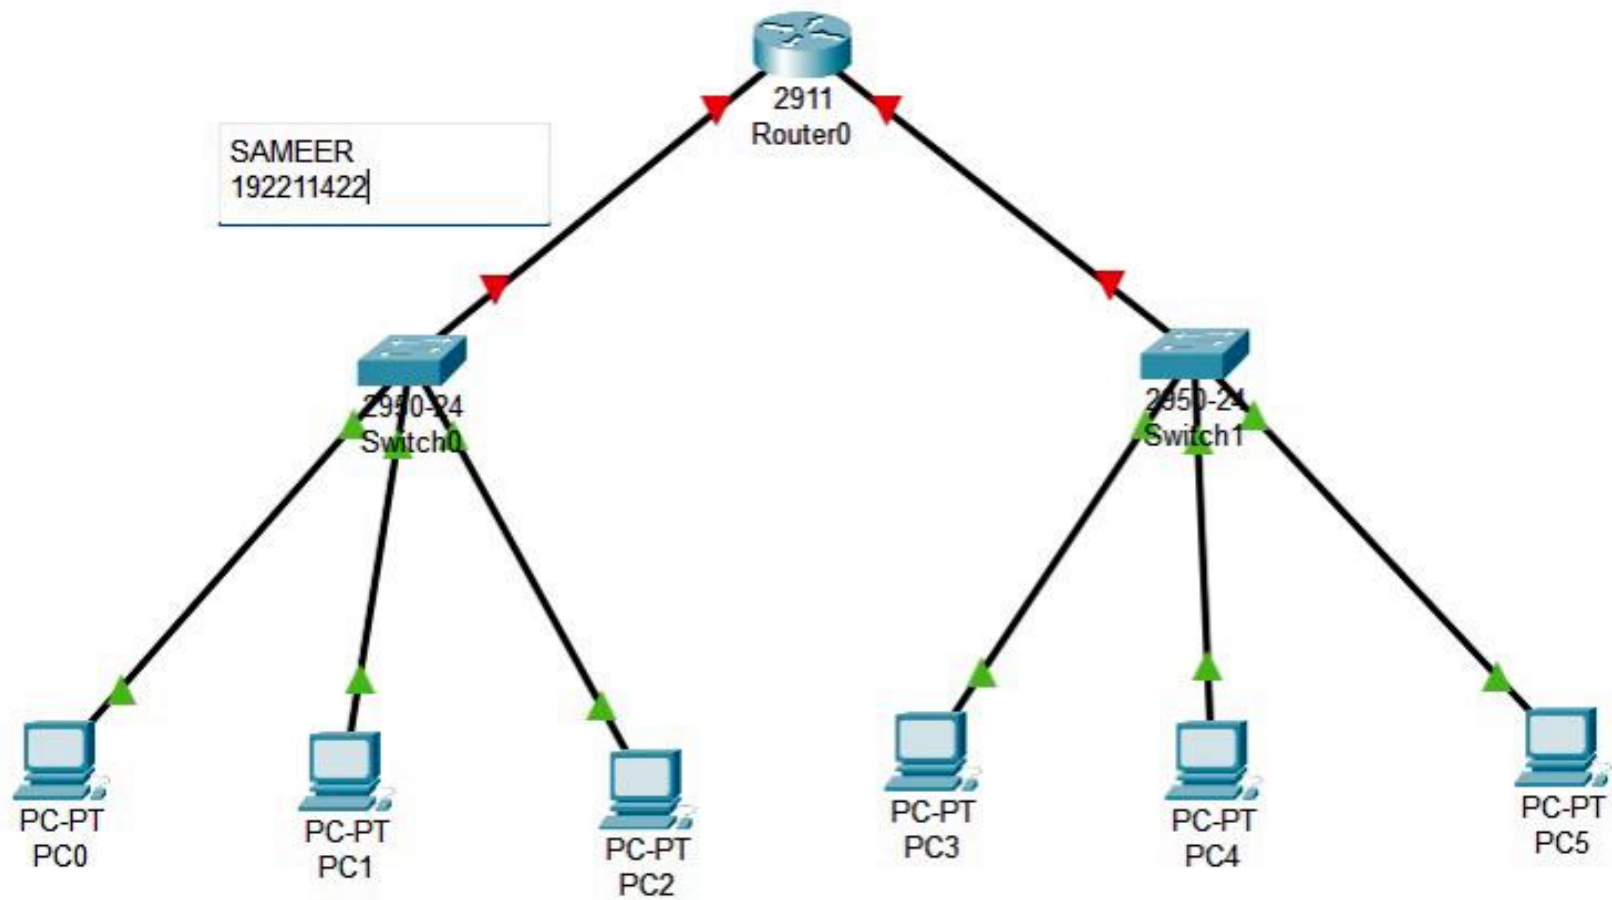 2911
Router0
SAMEER
192211422
2950-24
Switch0
2950-24
Switch1
PC-PT
PC0
PC-PT
PC1
PC-PT
PC2
PC-PT
PC3
PC-PT
PC4
PC-PT
PC5